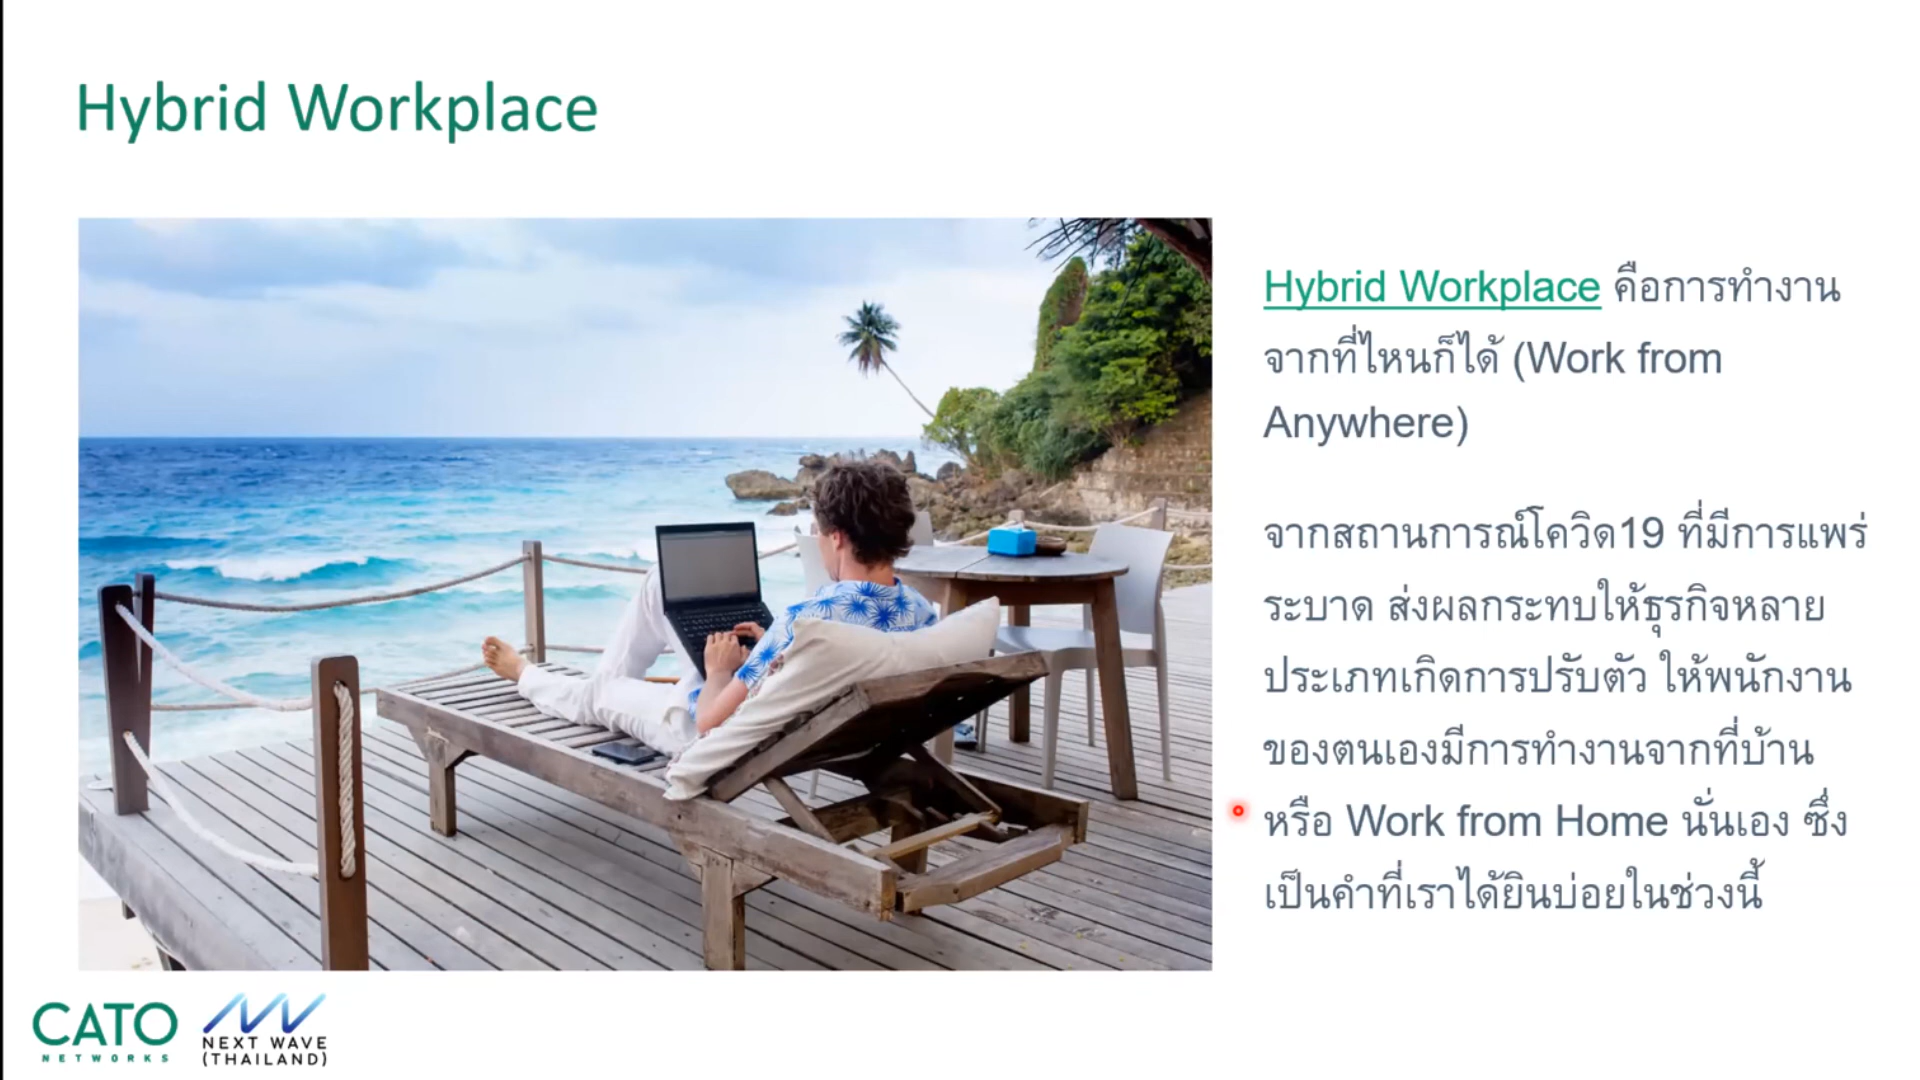 Hybrid Workplace
Hybrid Workplace คือการทำงาน
จากที่ไหนก็ได้ (Work from
Anywhere)
จากสถานการณ์โควิด19 ที่มีการแพร่
ระบาด ส่งผลกระทบให้ธุรกิจหลาย
ประเภทเกิดการปรับตัว ให้พนักงาน
ของตนเองมีการทำงานจากที่บ้าน
หรือ Work from Home นั่นเอง ซึ่ง
เป็นคำที่เราได้ยินบ่อยในช่วงนี้
CATO
NETWORKS
NEXT WAVE
(THAILAND)